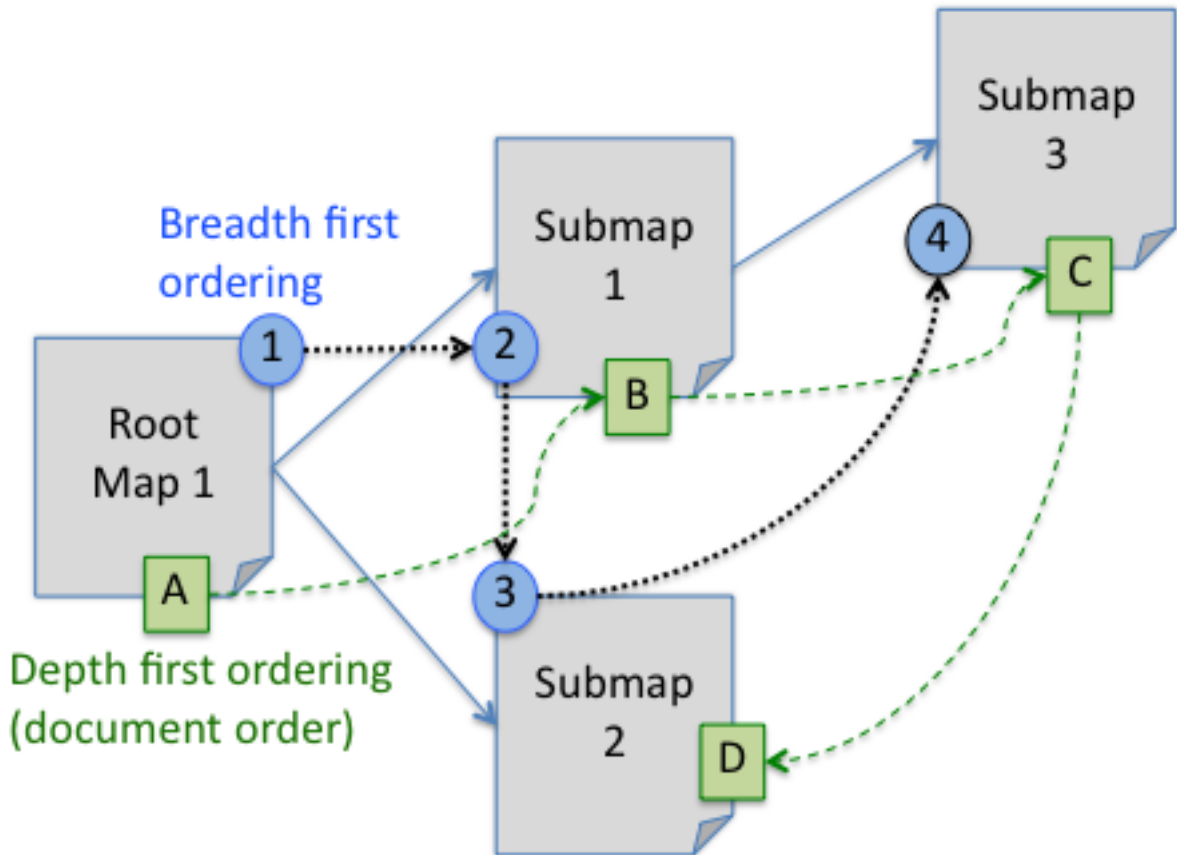 Submap
3
4
C
Submap
1
2
B
Breadth first
ordering
1
Root
Map 1
A
Depth first ordering
(document order)
3
Submap
2
D